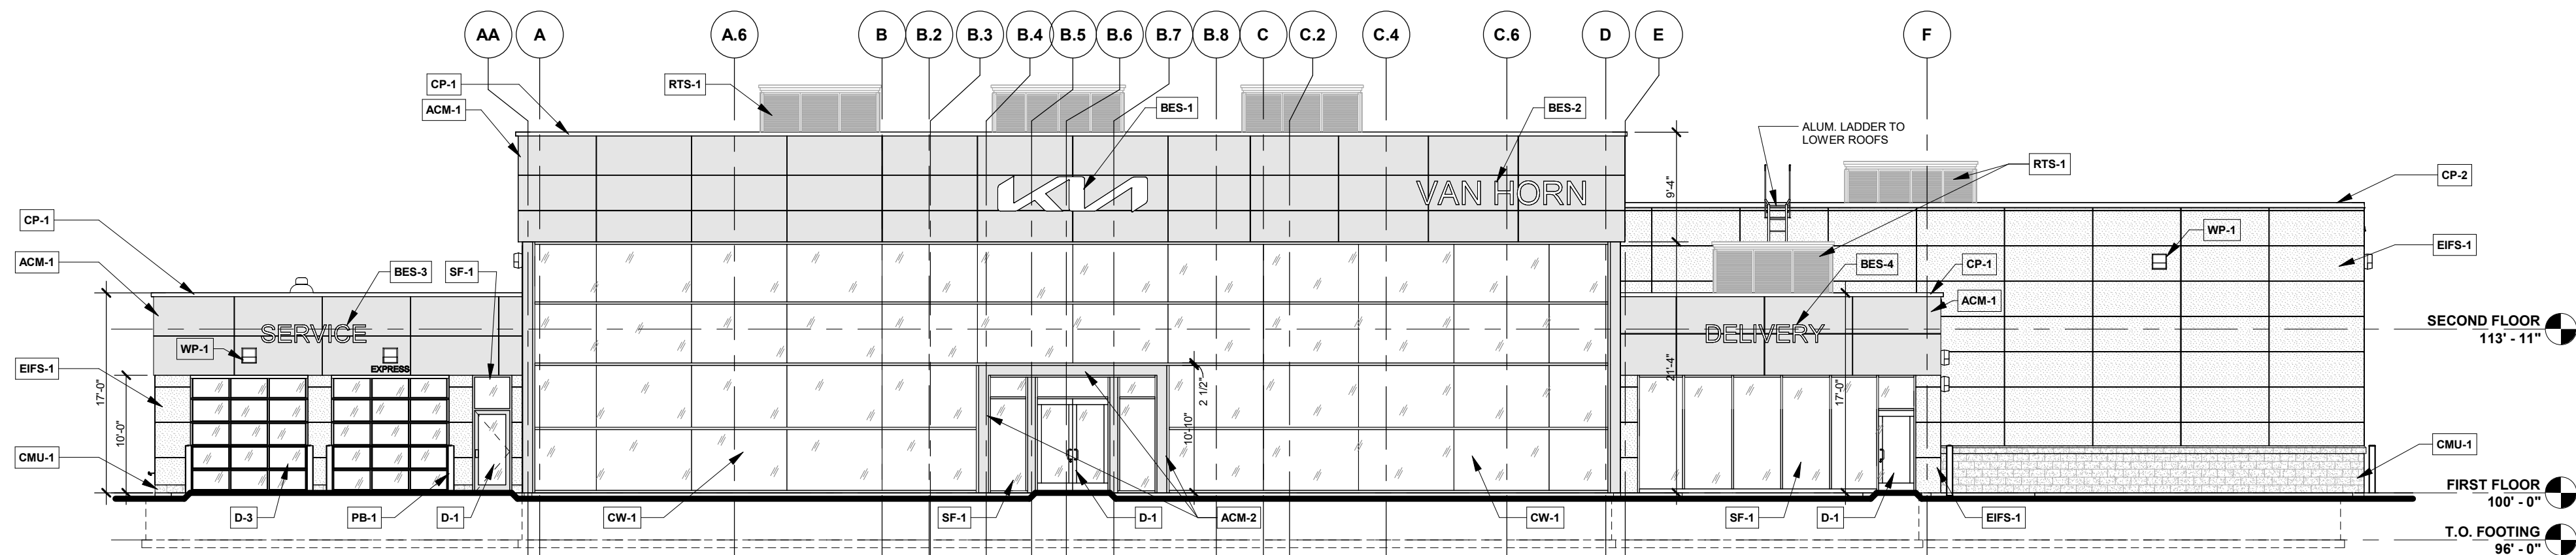 AA
A
A.6
B
B.2
B.3
B.4
B.5
B.6
B.7
B.8
C
C.2
C.4
C.6
D
E
F
CP-1
RTS-1
ACM-1
BES-1
BES-2
ALUM. LADDER TO
LOWER ROOFS
RTS-1
CP-2
9'-4"
KIA
VAN HORN
CP-1
WP-1
EIFS-1
ACM-1
BES-3
SF-1
BES-4
CP-1
ACM-1
SERVICE
DELIVERY
SECOND FLOOR
113' - 11"
WP-1
EXPRESS
EIFS-1
17'-0"
10'-0"
2 1/2"
10'-10"
21'-4"
17'-0"
CMU-1
CMU-1
FIRST FLOOR
100' - 0"
D-3
PB-1
D-1
CW-1
SF-1
D-1
ACM-2
CW-1
SF-1
D-1
EIFS-1
T.O. FOOTING
96' - 0"